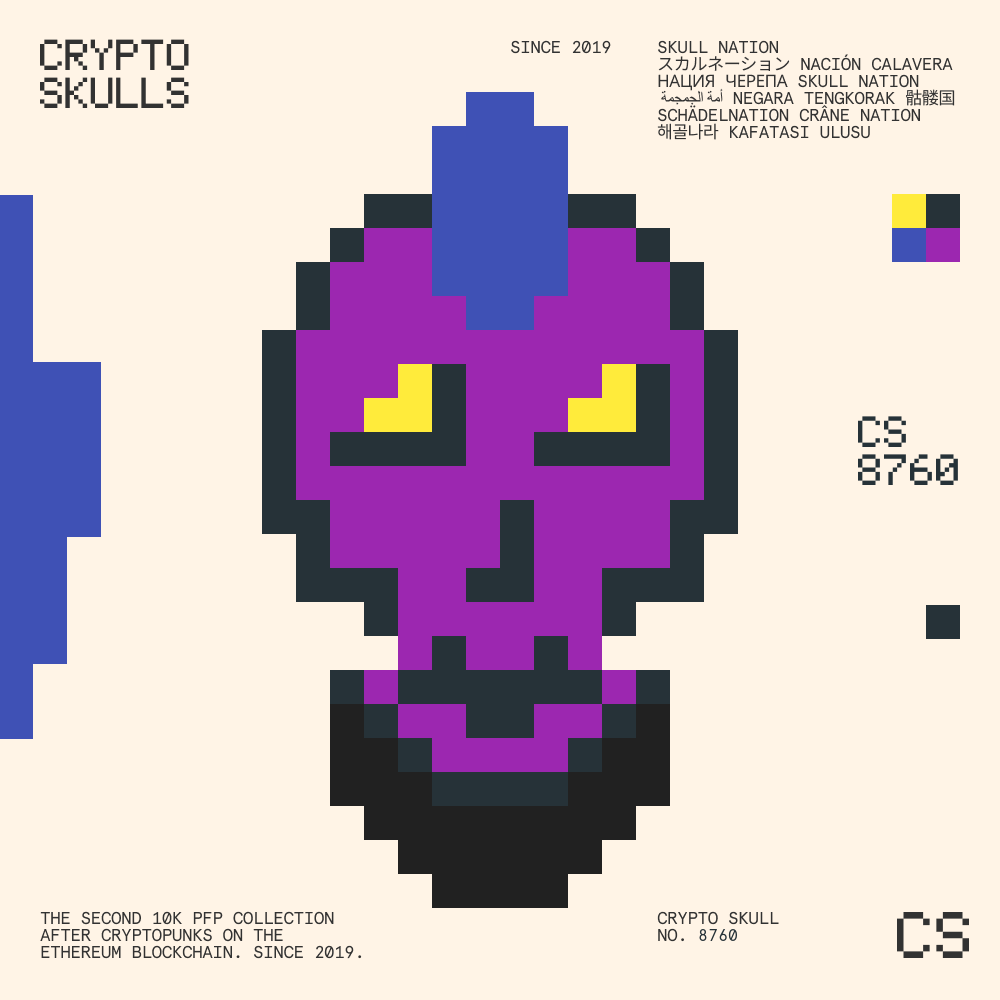 CRYPTO
SKULLS
SINCE 2019
SKULL NATION
スカルネーション NACIÓN CALAVERA
НАЦИЯ ЧЕРЕПА SKULL NATION
أمة الجمجمة NEGARA TENGKORAK 骷髅国
SCHÄDELNATION CRÂNE NATION
해골나라 KAFATASI ULUSU
CS
8760
THE SECOND 10K PFP COLLECTION
AFTER CRYPTOPUNKS ON THE
ETHEREUM BLOCKCHAIN. SINCE 2019.
CRYPTO SKULL
NO. 8760
CS